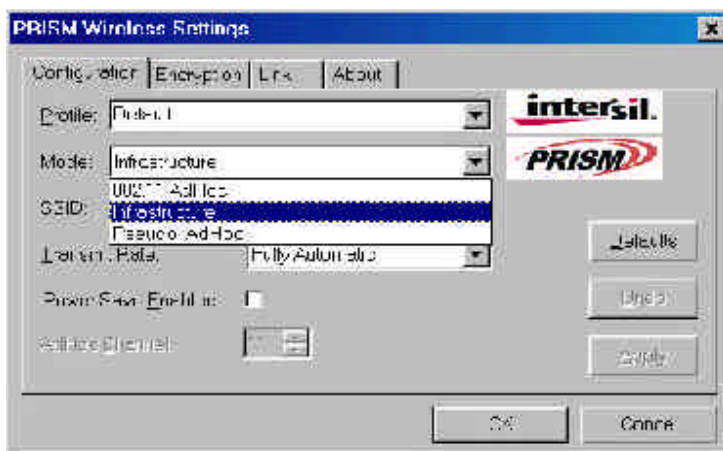 PRISM Wireless Settings
Configuration Encryption Link About
Profile: Default
intersil.
Mode: Infrastructure
PRISM
802.11 AdHoc
SSID: Infrastructure
Pseudo AdHoc
Transmit Rate: Fully Automatic
Defaults
Power Save Enabled:
Undo
AdHoc Channel:
Apply
OK Cancel